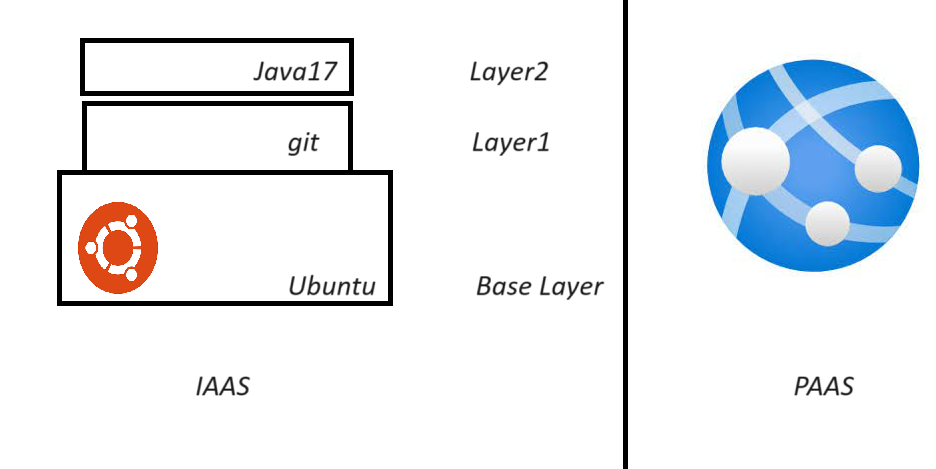 Java17
Layer2
git
Layer1
Ubuntu
Base Layer
IAAS
PAAS